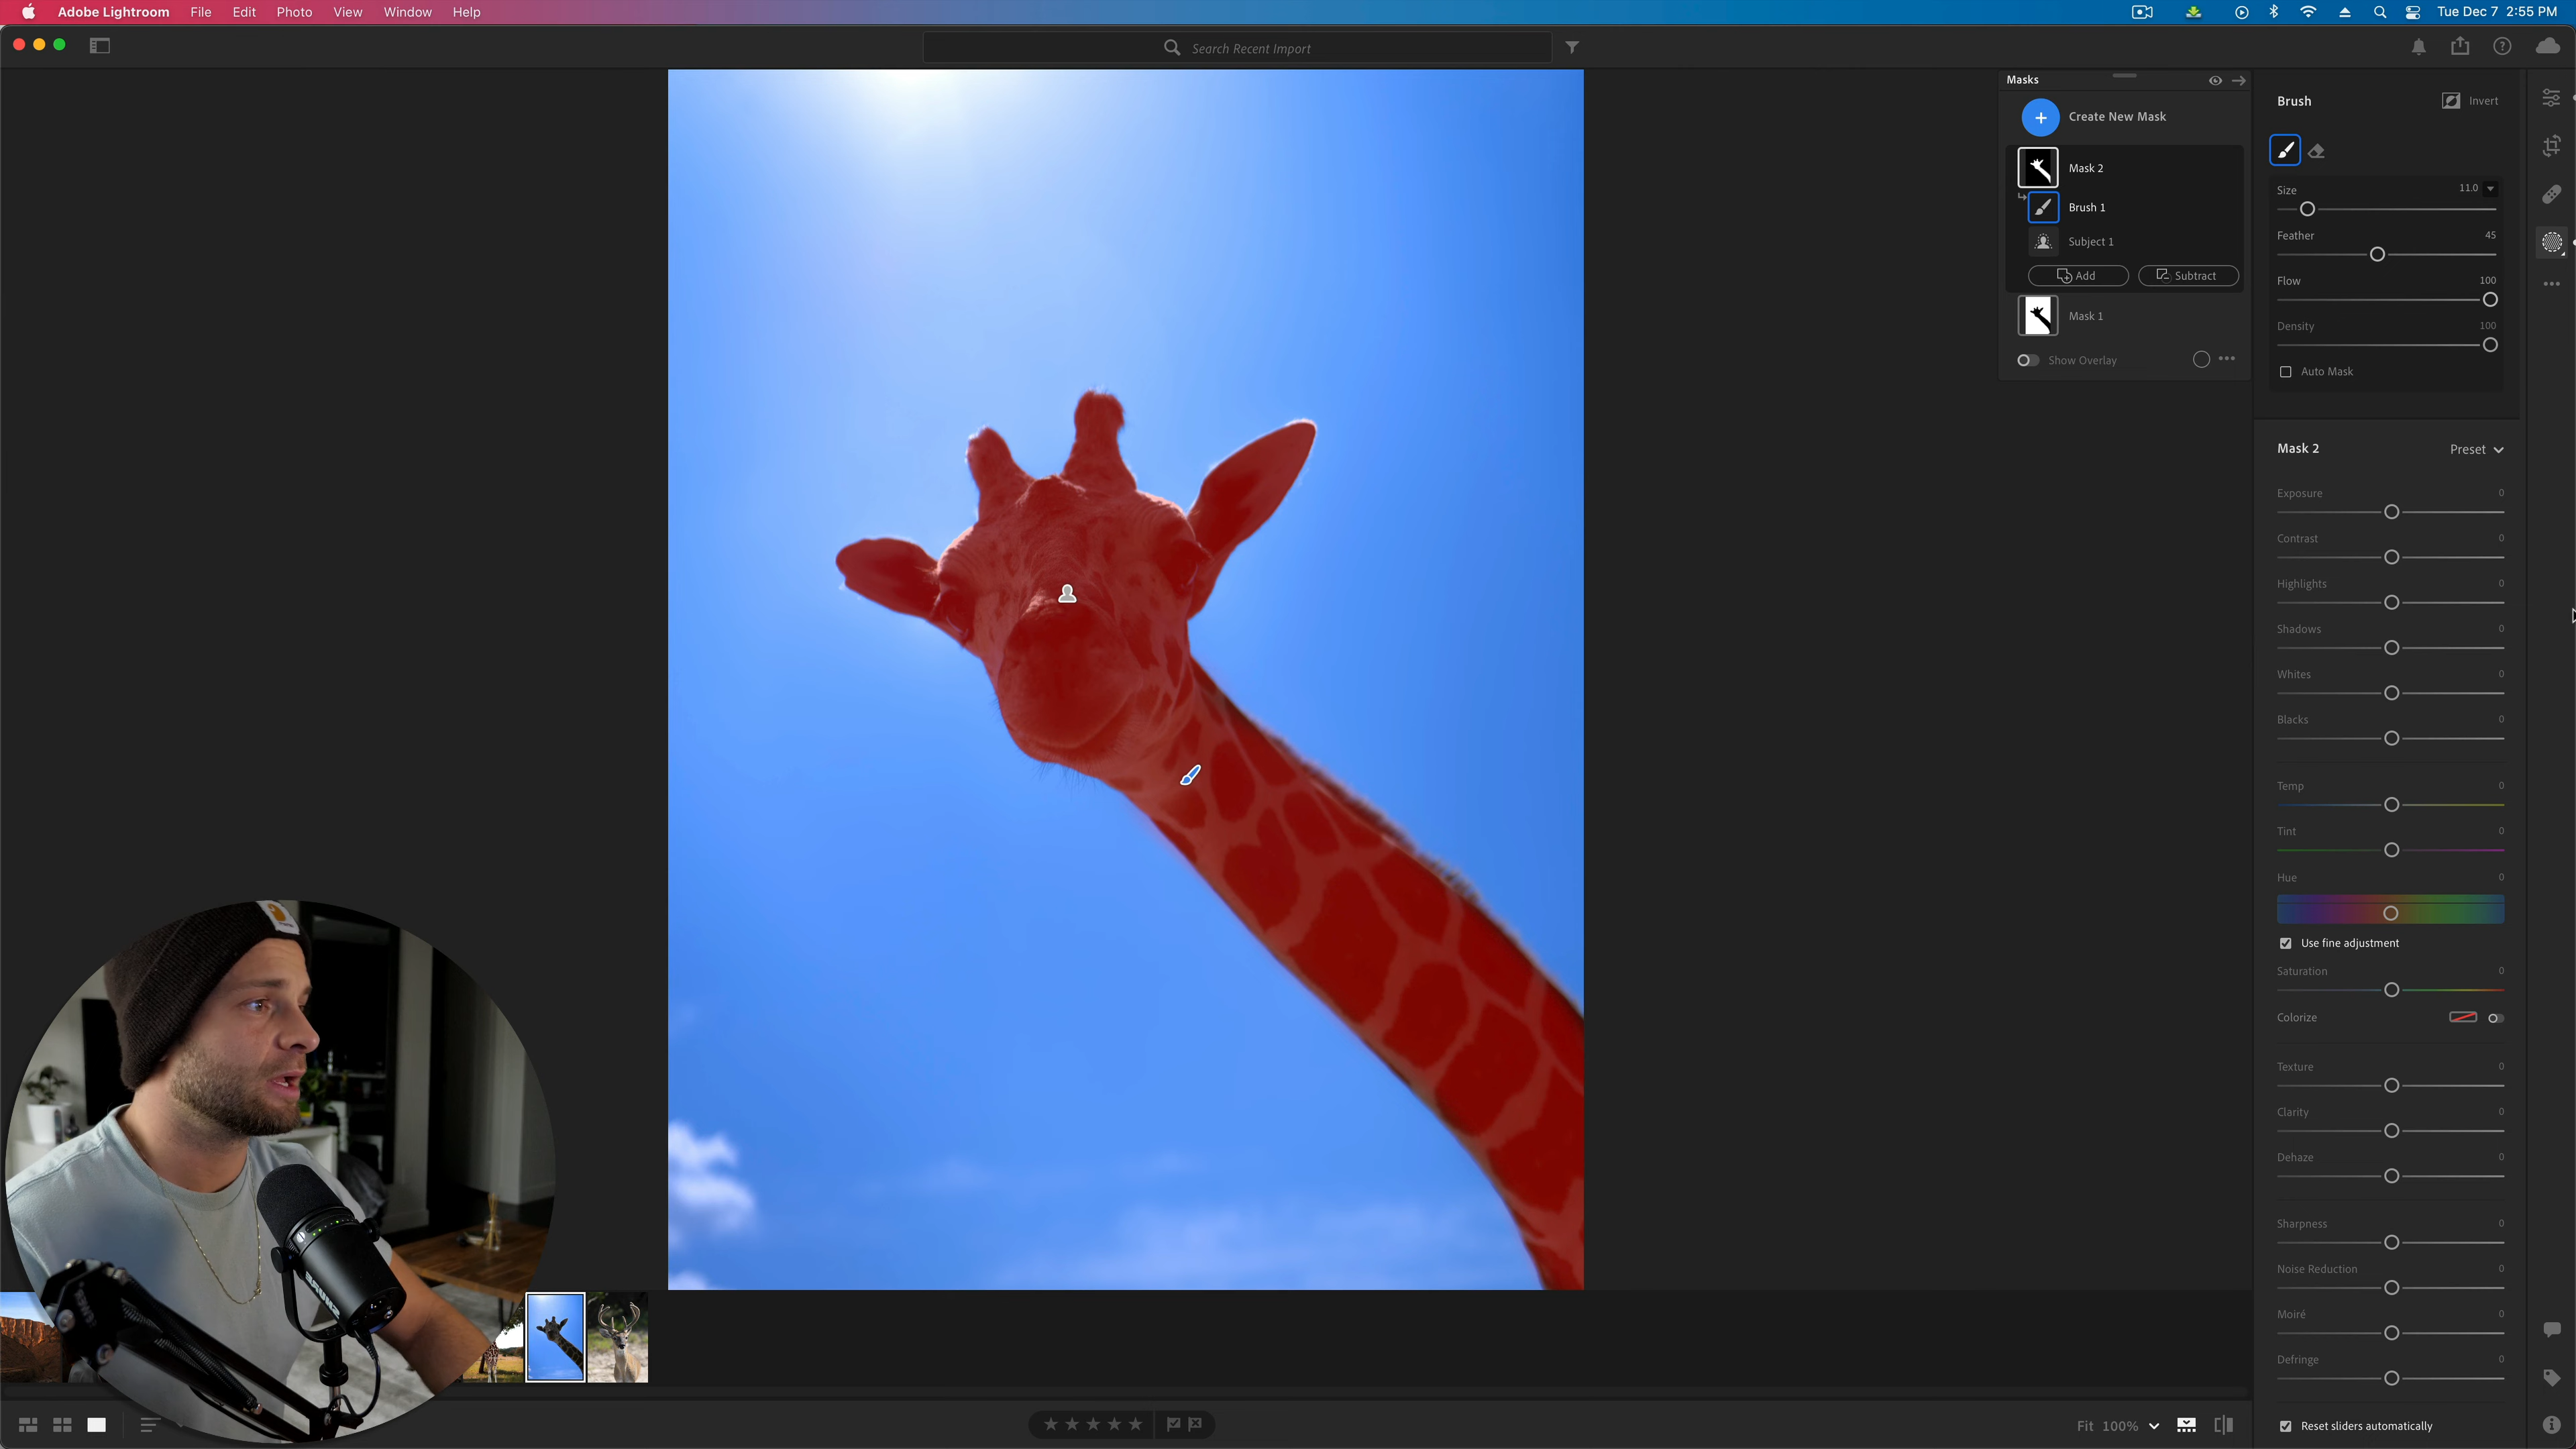 Adobe Lightroom File Edit Photo View Window Help Tue Dec 7 2:55 PM
Search Recent Import
Masks
Create New Mask
Mask 2
Brush 1
Subject 1
Add Subtract
Mask 1
Show Overlay
Brush Invert
Size 11.0
Feather 45
Flow 100
Density 100
Auto Mask
Mask 2 Preset
Exposure 0
Contrast 0
Highlights 0
Shadows 0
Whites 0
Blacks 0
Temp 0
Tint 0
Hue 0
Use fine adjustment
Saturation 0
Colorize
Texture 0
Clarity 0
Dehaze 0
Sharpness 0
Noise Reduction 0
Moiré 0
Defringe 0
Reset sliders automatically
Fit 100%